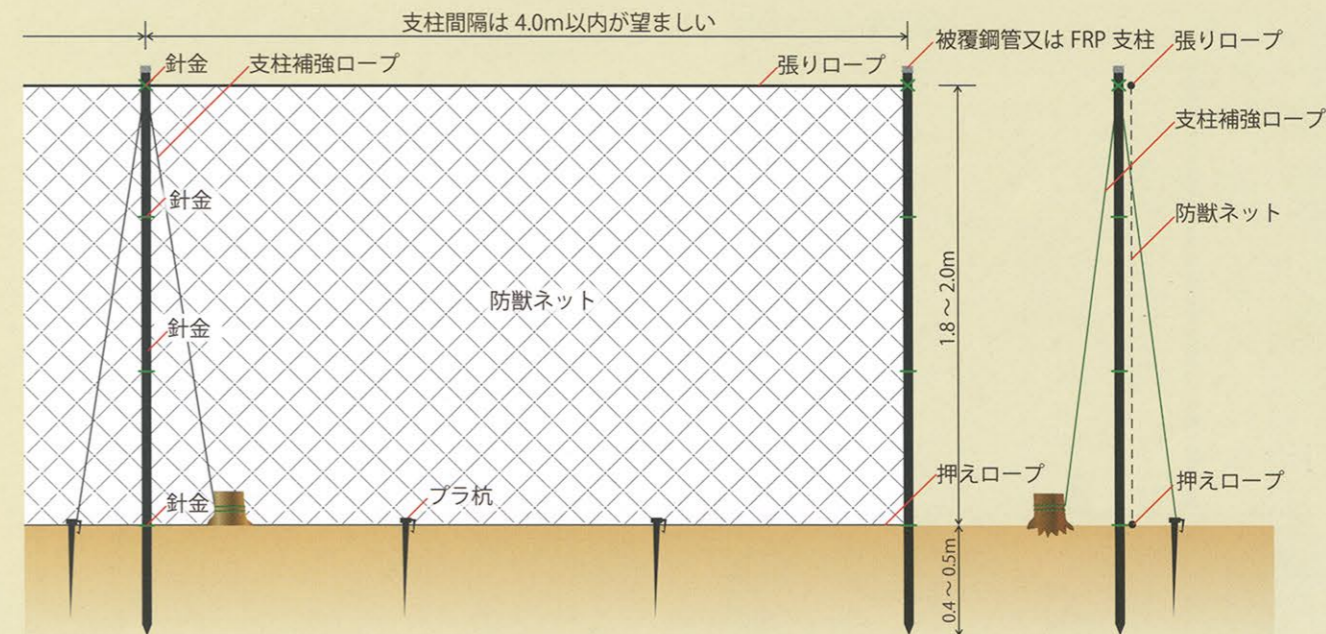 支柱間隔は 4.0m以内が望ましい
針金
支柱補強ロープ
張りロープ
被覆鋼管又は FRP 支柱
張りロープ
支柱補強ロープ
針金
防獣ネット
1.8～2.0m
防獣ネット
針金
針金
プラ杭
押えロープ
押えロープ
0.4～0.5m